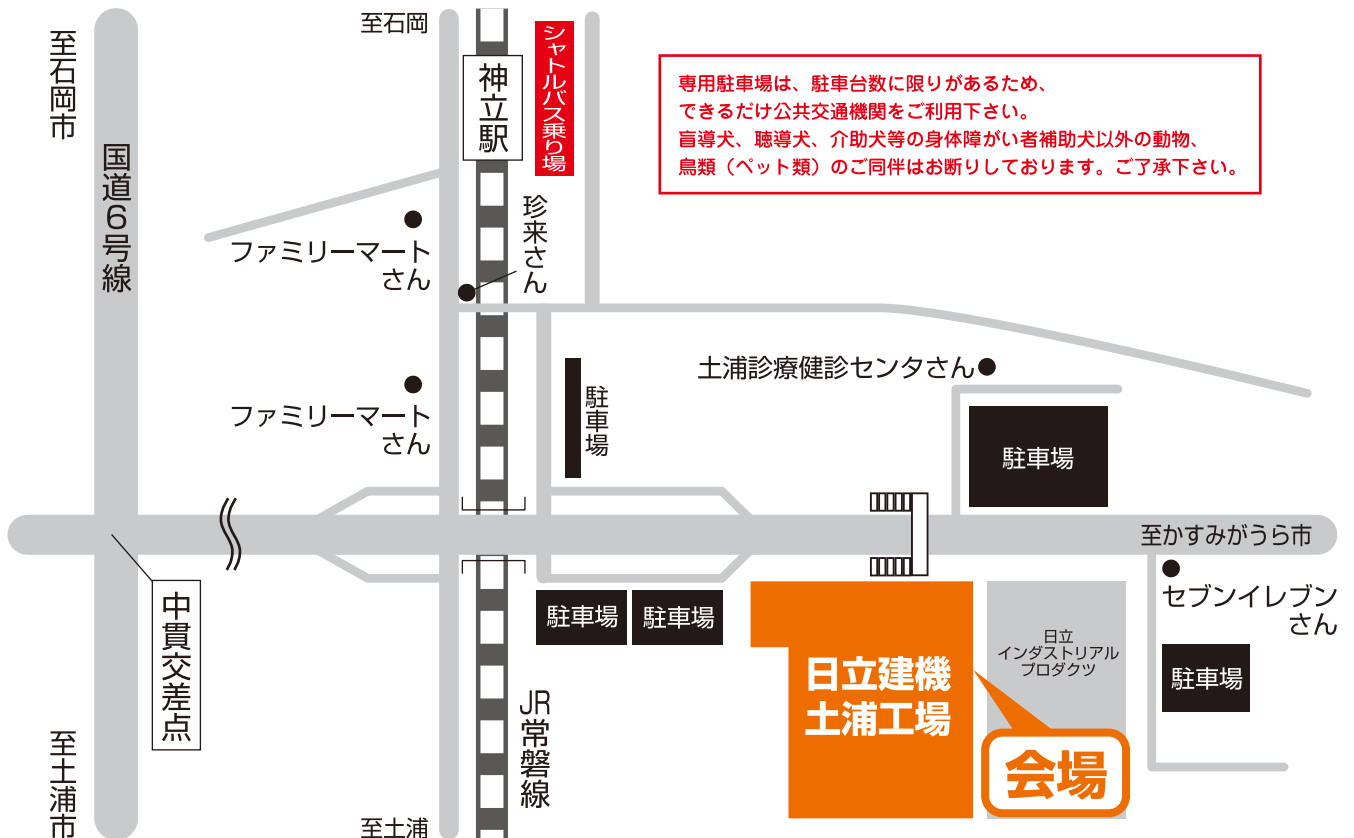 至石岡市
国道6号線
至石岡
神立駅
シャトルバス乗り場
専用駐車場は、駐車台数に限りがあるため、
できるだけ公共交通機関をご利用下さい。
盲導犬、聴導犬、介助犬等の身体障がい者補助犬以外の動物、
鳥類（ペット類）のご同伴はお断りしております。ご了承下さい。
ファミリーマート
さん
珍来さん
ファミリーマート
さん
駐車場
土浦診療健診センタさん
駐車場
至かすみがうら市
セブンイレブン
さん
駐車場
駐車場
駐車場
日立
インダストリアル
プロダクツ
日立建機
土浦工場
会場
中貫交差点
JR常磐線
至土浦市
至土浦